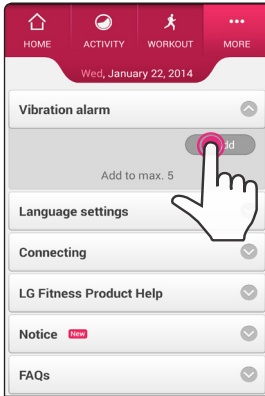 HOME ACTIVITY WORKOUT MORE
Wed, January 22, 2014
Vibration alarm
dd
Add to max. 5
Language settings
Connecting
LG Fitness Product Help
Notice New
FAQs